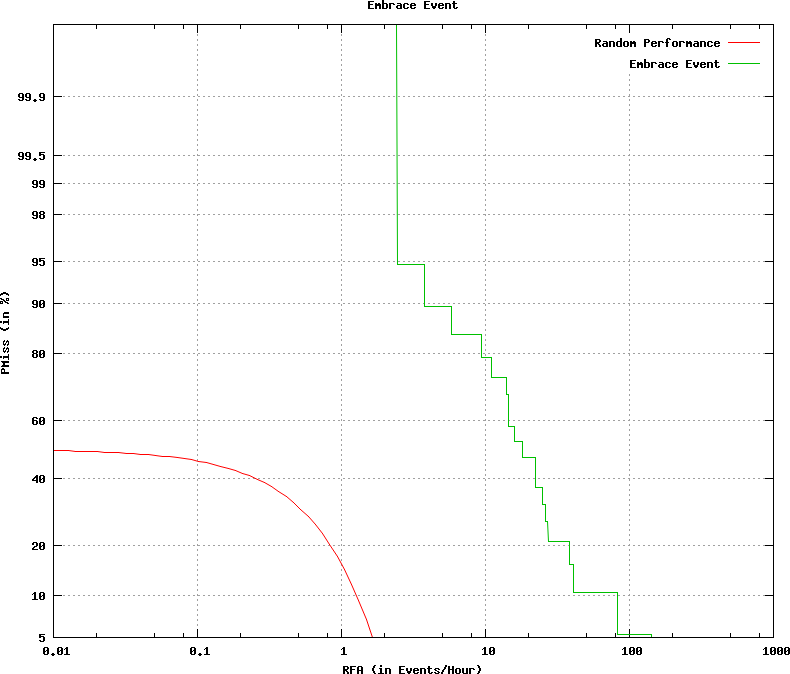 Embrace Event
Random Performance
Embrace Event
99.9
99.5
99
98
95
90
80
60
40
20
10
5
PMiss (in %)
0.01 0.1 1 10 100 1000
RFA (in Events/Hour)